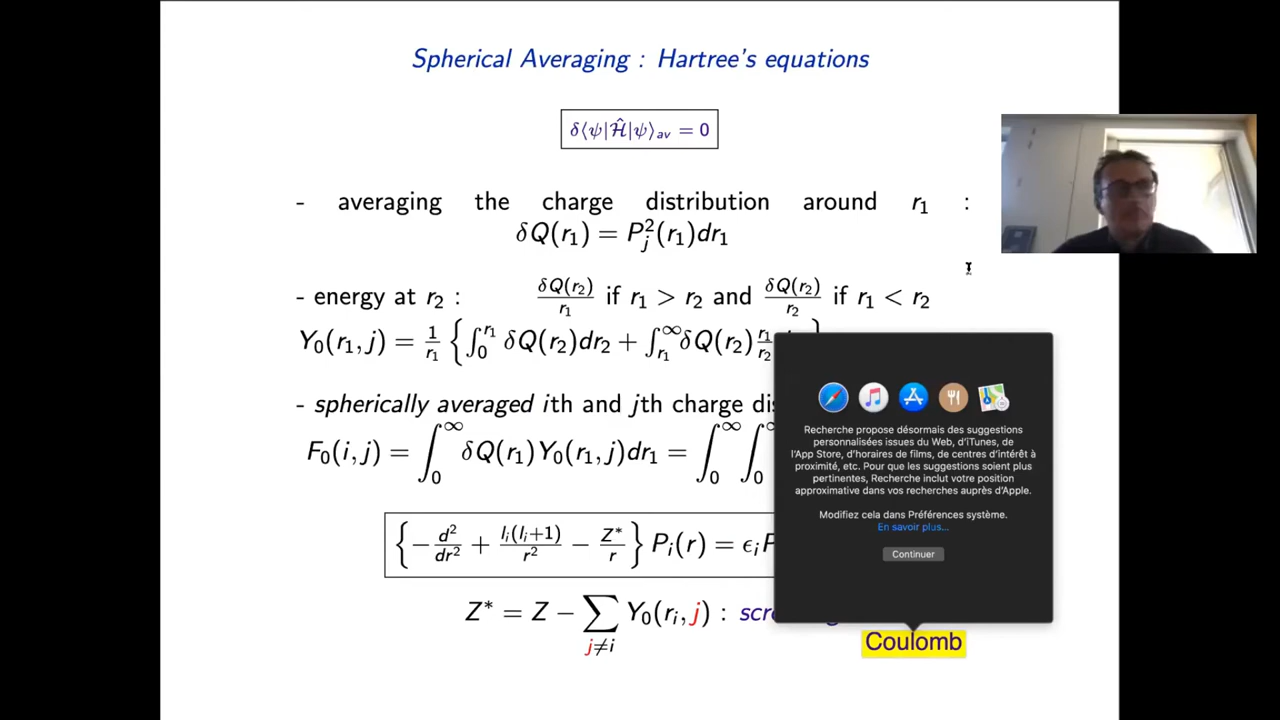 Spherical Averaging : Hartree's equations
δ⟨ψ|Ĥ|ψ⟩av = 0
- averaging the charge distribution around r₁ :
δQ(r₁) = P²ⱼ(r₁)dr₁
- energy at r₂ : δQ(r₂)/r₁ if r₁ > r₂ and δQ(r₂)/r₂ if r₁ < r₂
Y₀(r₁, j) = 1/r₁ {∫₀^r₁ δQ(r₂)dr₂ + ∫_r₁^∞ δQ(r₂) r₁/r₂
- spherically averaged ith and jth charge
F₀(i, j) = ∫₀^∞ δQ(r₁)Y₀(r₁, j)dr₁ = ∫₀^∞ ∫₀
{−d²/dr² + lᵢ(lᵢ+1)/r² − Z*/r} Pᵢ(r) = ϵᵢP
Z* = Z − ∑_{j≠i} Y₀(rᵢ, j) :
Recherche propose désormais des suggestions
personnalisées issues du Web, d'iTunes, de
l'App Store, d'horaires de films, de centres d'intérêt à
proximité, etc. Pour que les suggestions soient plus
pertinentes, Recherche inclut votre position
approximative dans vos recherches auprès d'Apple.
Modifiez cela dans Préférences système.
En savoir plus...
Continuer
Coulomb